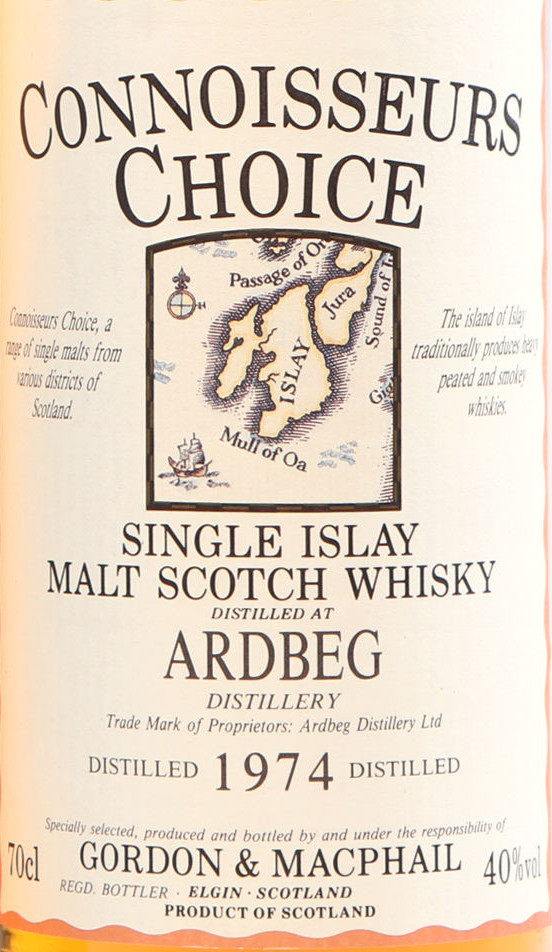 CONNOISSEURS
CHOICE
Passage of
Jura
Sound of
ISLAY
Mull of Oa
Connoisseurs Choice, a
range of single malts from
various districts of
Scotland.
The island of Islay
traditionally produces heavy
peated and smokey
whiskies.
SINGLE ISLAY
MALT SCOTCH WHISKY
DISTILLED AT
ARDBEG
DISTILLERY
Trade Mark of Proprietors: Ardbeg Distillery Ltd
DISTILLED 1974 DISTILLED
Specially selected, produced and bottled by and under the responsibility of
70cl GORDON & MACPHAIL 40%vol
REGD. BOTTLER · ELGIN · SCOTLAND
PRODUCT OF SCOTLAND